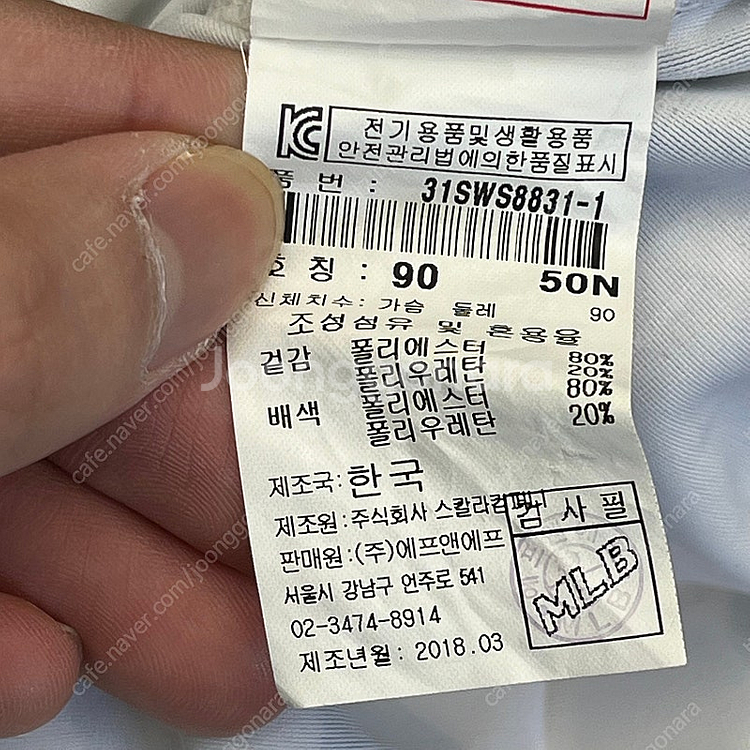 KC 전기용품및생활용품
안전관리법에의한품질표시
품 번 : 31SWS8831-1
호 칭 : 90 50N
신체치수: 가슴 둘레 90
조성섬유 및 혼용율
겉감 폴리에스터 80%
폴리우레탄 20%
배색 폴리에스터 80%
폴리우레탄 20%
제조국: 한국
제조원:주식회사 스칼라컴퍼니
판매원:(주)에프앤에프
서울시 강남구 언주로 541
02-3474-8914
제조년월: 2018.03
검 사 필
MLB
Joonggonara
cafe.naver.com/joonggonara